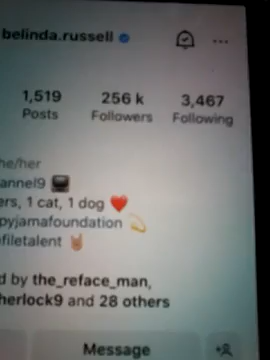 belinda.russell
1,519 256 k 3,467
Posts Followers Following
he/her
annel9
ers, 1 cat, 1 dog ❤️
pyjamafoundation 💫
filetalent 🤘🏼
d by the_reface_man,
herlock9 and 28 others
Message